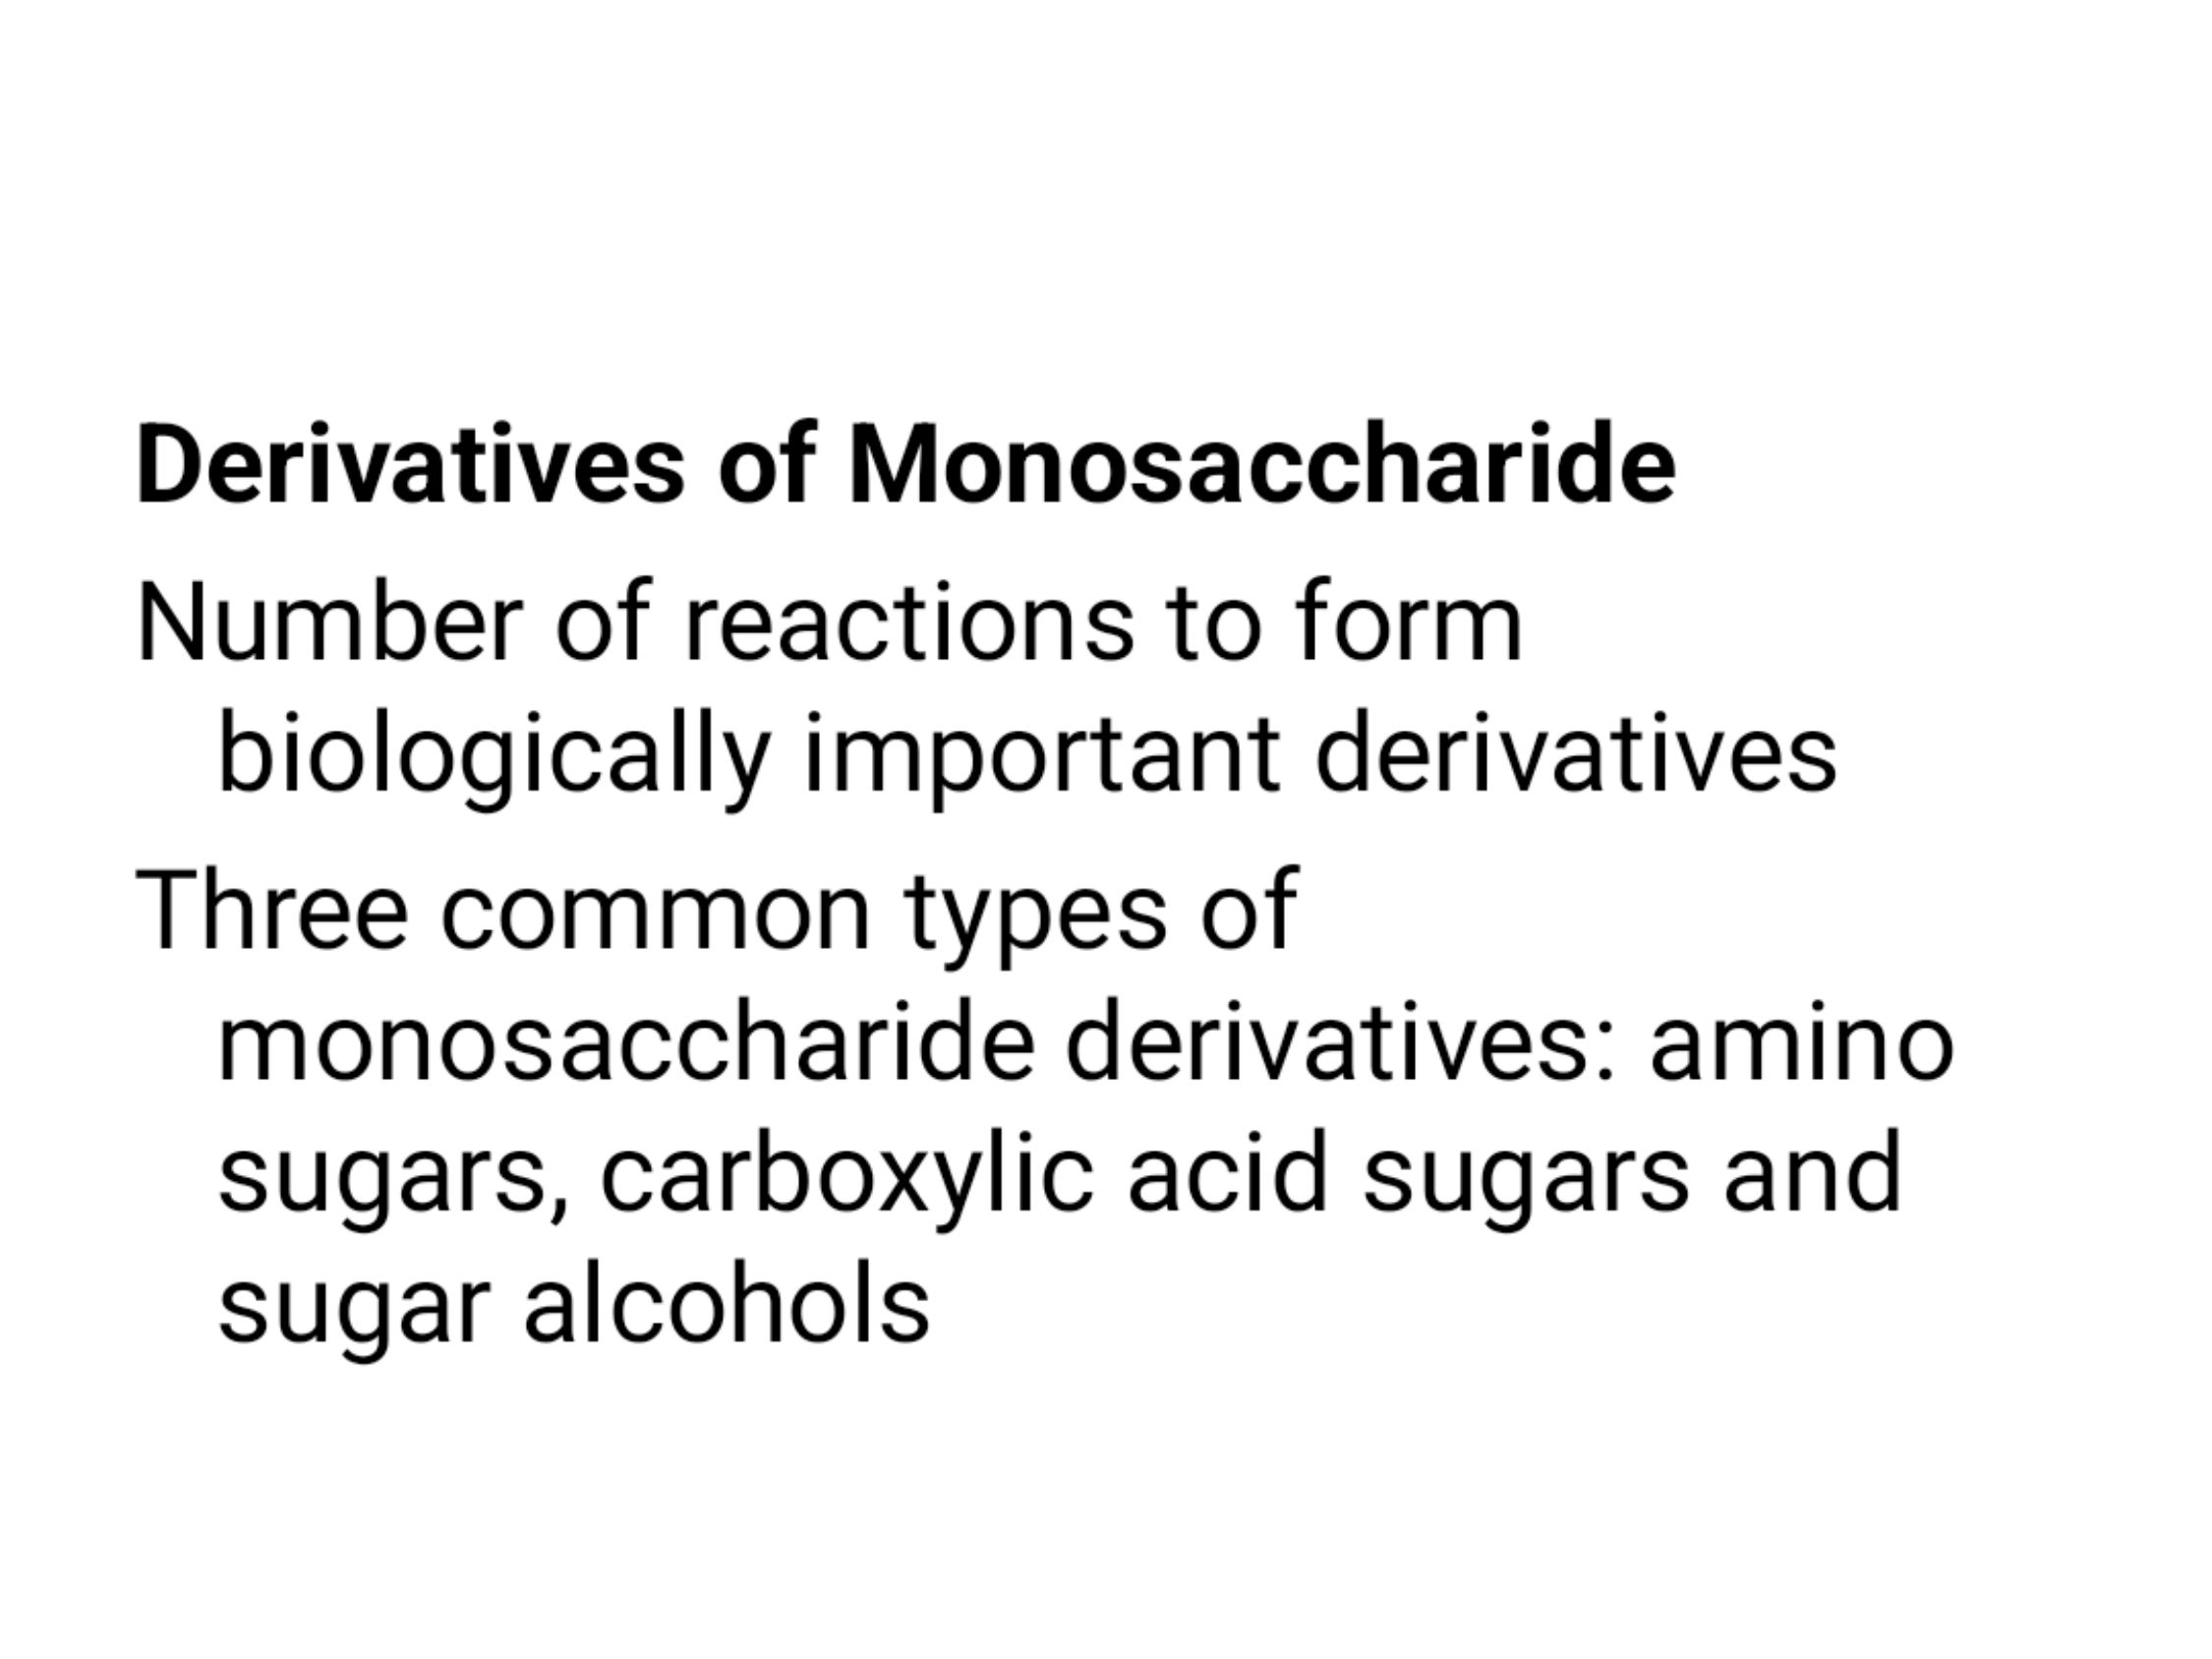 Derivatives of Monosaccharide
Number of reactions to form
biologically important derivatives
Three common types of
monosaccharide derivatives: amino
sugars, carboxylic acid sugars and
sugar alcohols